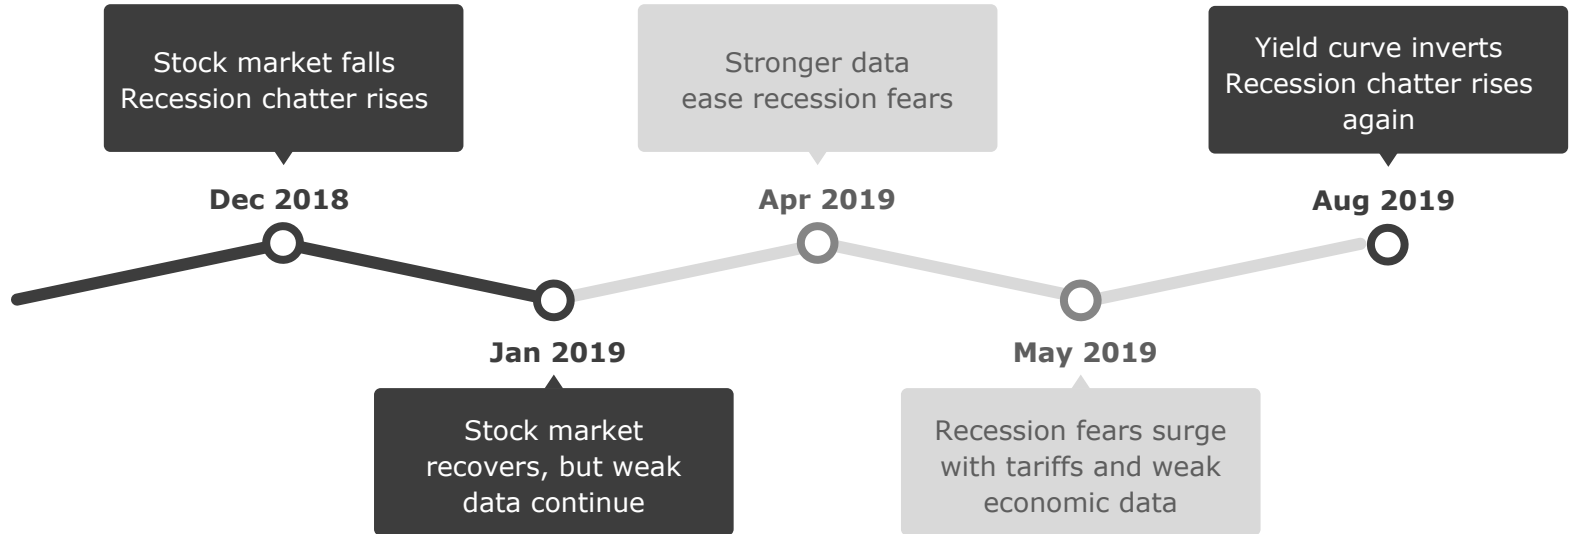 Stock market falls
Recession chatter rises
Dec 2018
Jan 2019
Stock market
recovers, but weak
data continue
Stronger data
ease recession fears
Apr 2019
May 2019
Recession fears surge
with tariffs and weak
economic data
Yield curve inverts
Recession chatter rises
again
Aug 2019